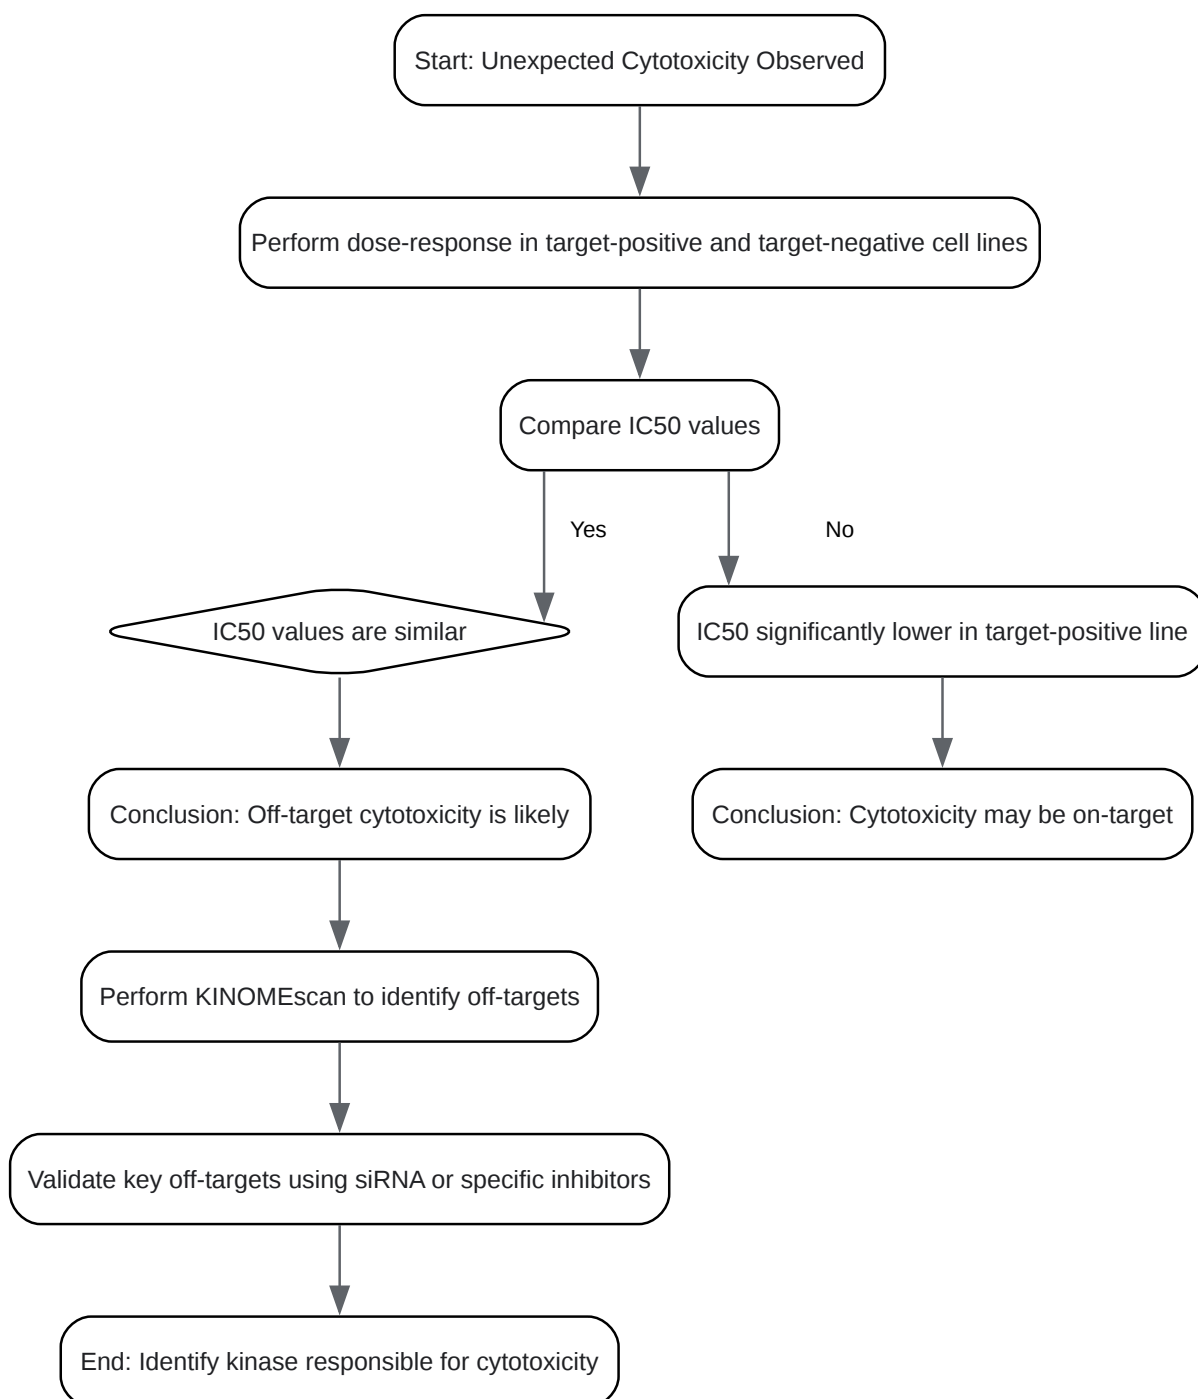 Start: Unexpected Cytotoxicity Observed
Perform dose-response in target-positive and target-negative cell lines
Compare IC50 values
Yes
No
IC50 values are similar
IC50 significantly lower in target-positive line
Conclusion: Off-target cytotoxicity is likely
Conclusion: Cytotoxicity may be on-target
Perform KINOMEscan to identify off-targets
Validate key off-targets using siRNA or specific inhibitors
End: Identify kinase responsible for cytotoxicity